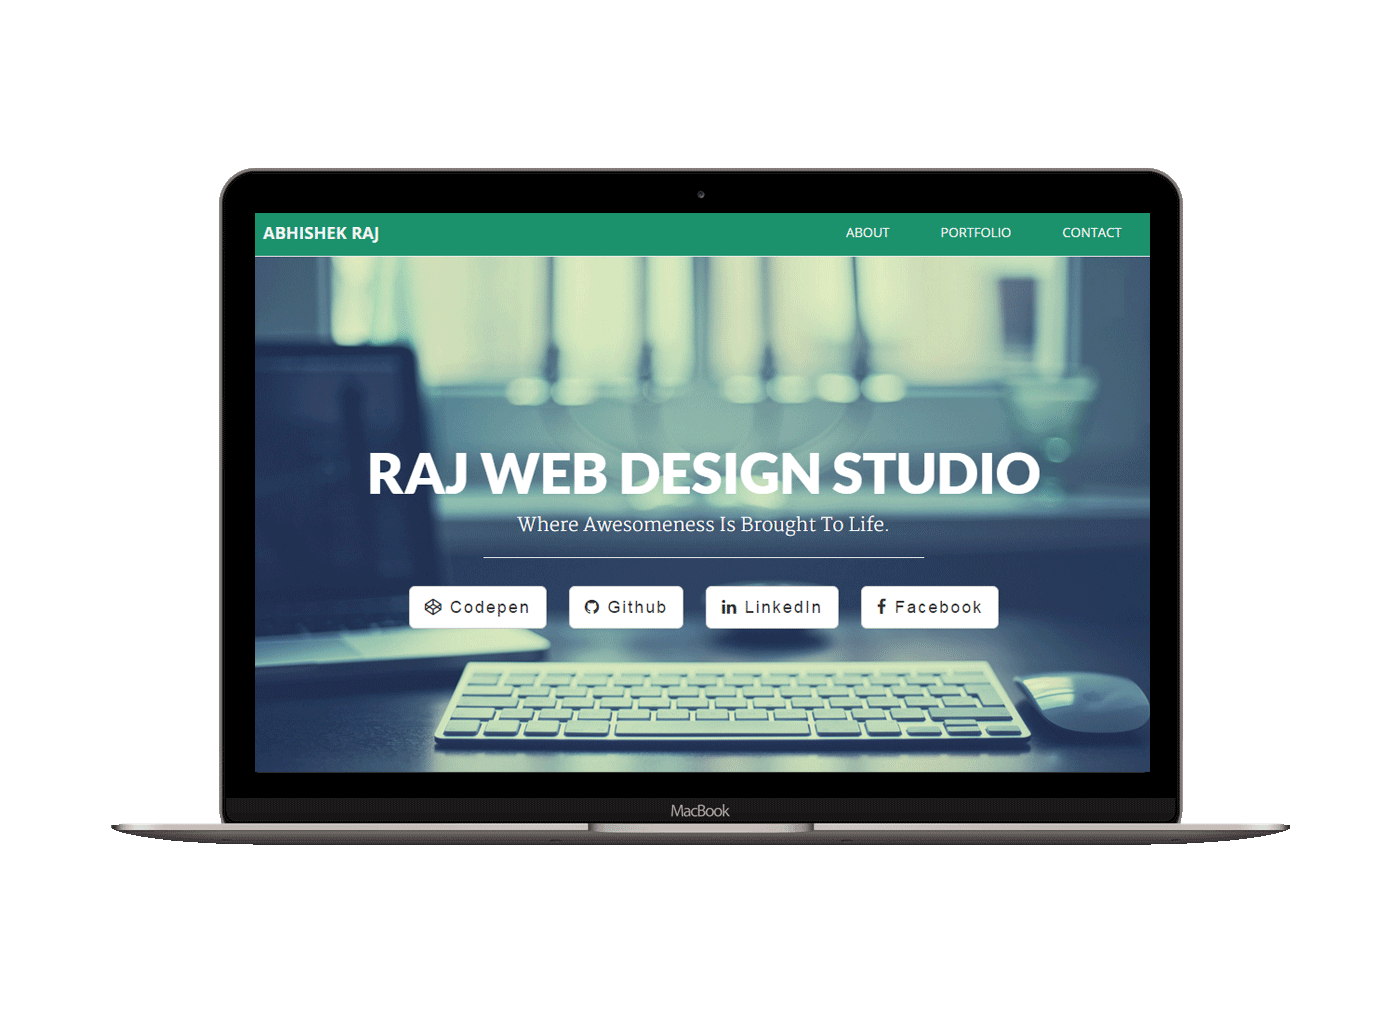 ABHISHEK RAJ ABOUT PORTFOLIO CONTACT
RAJ WEB DESIGN STUDIO
Where Awesomeness Is Brought To Life.
Codepen Github LinkedIn Facebook
MacBook